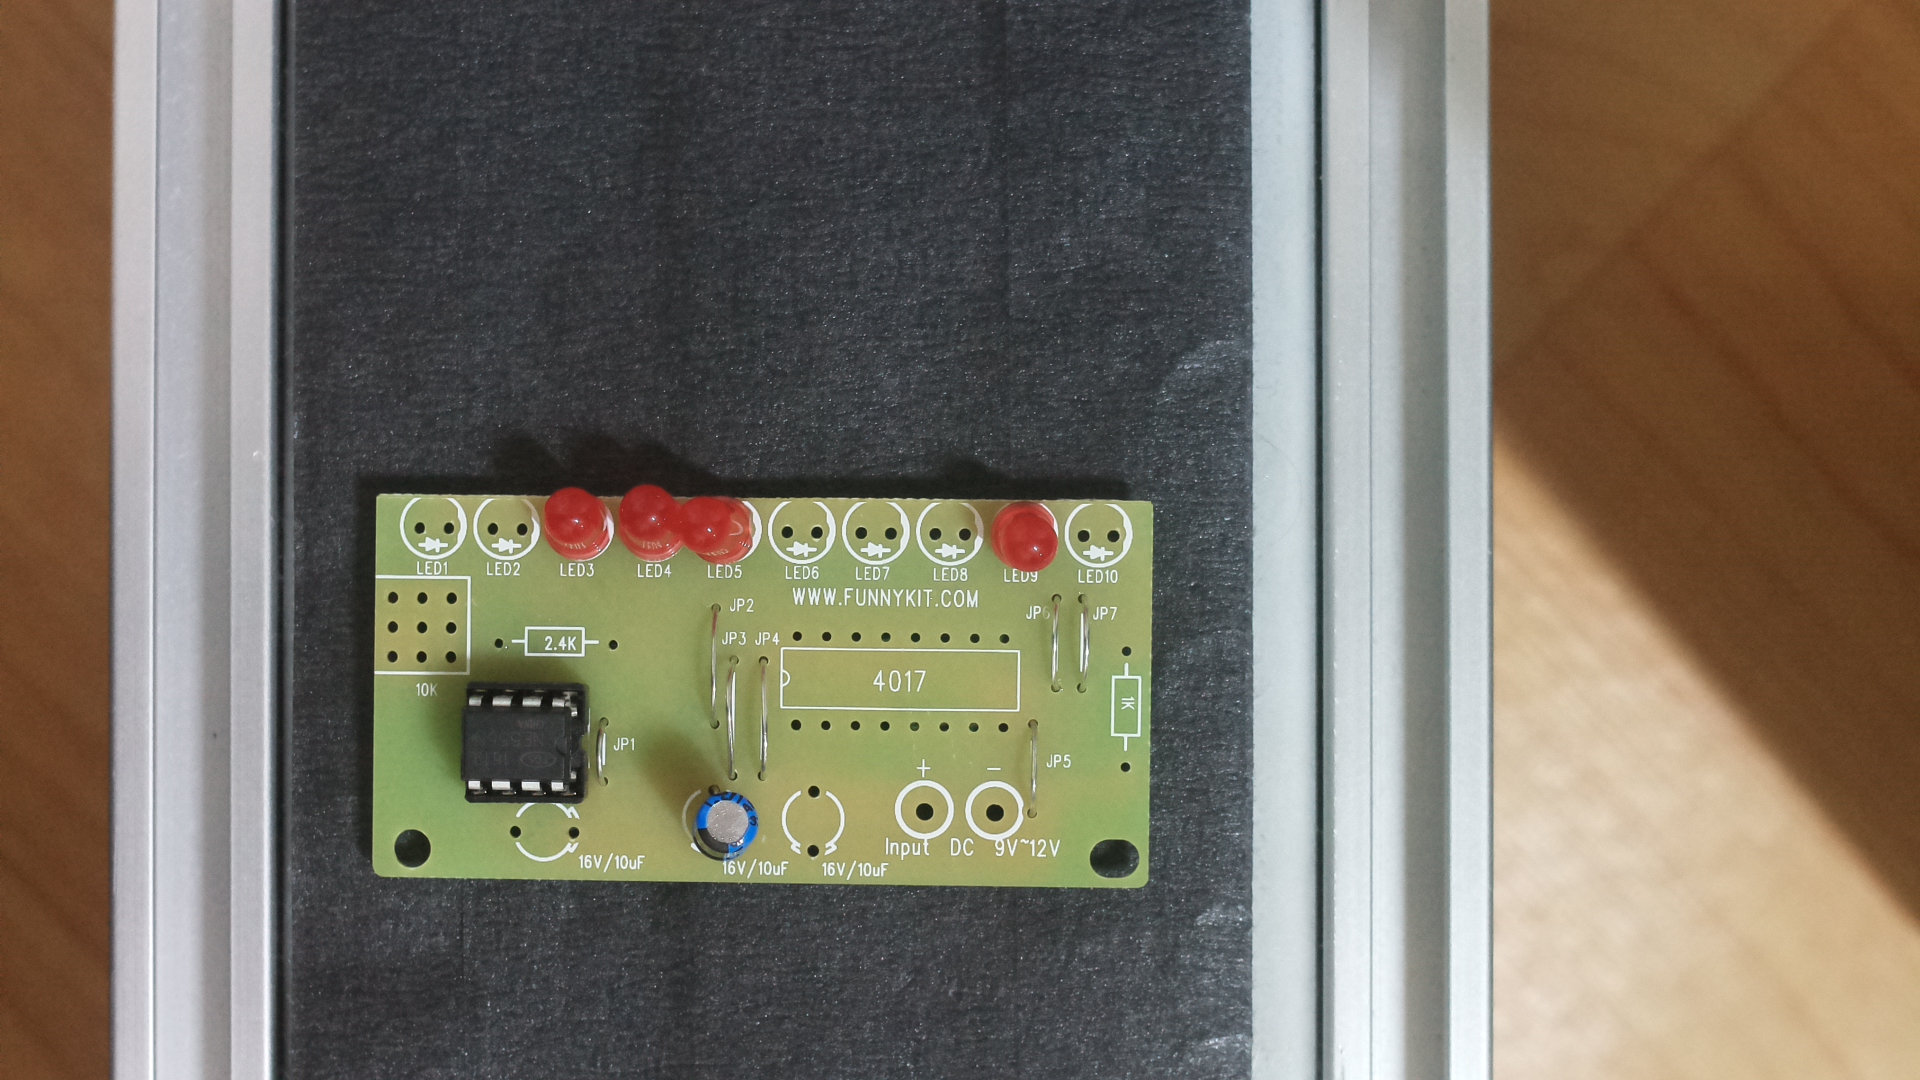 LED1 LED2 LED3 LED4 LED5 LED6 LED7 LED8 LED9 LED10
WWW.FUNNYKIT.COM
JP2 JP6 JP7
2.4K JP3 JP4
10K 4017 1K
JP1 JP5
+ −
Input DC 9V~12V
16V/10uF 16V/10uF 16V/10uF